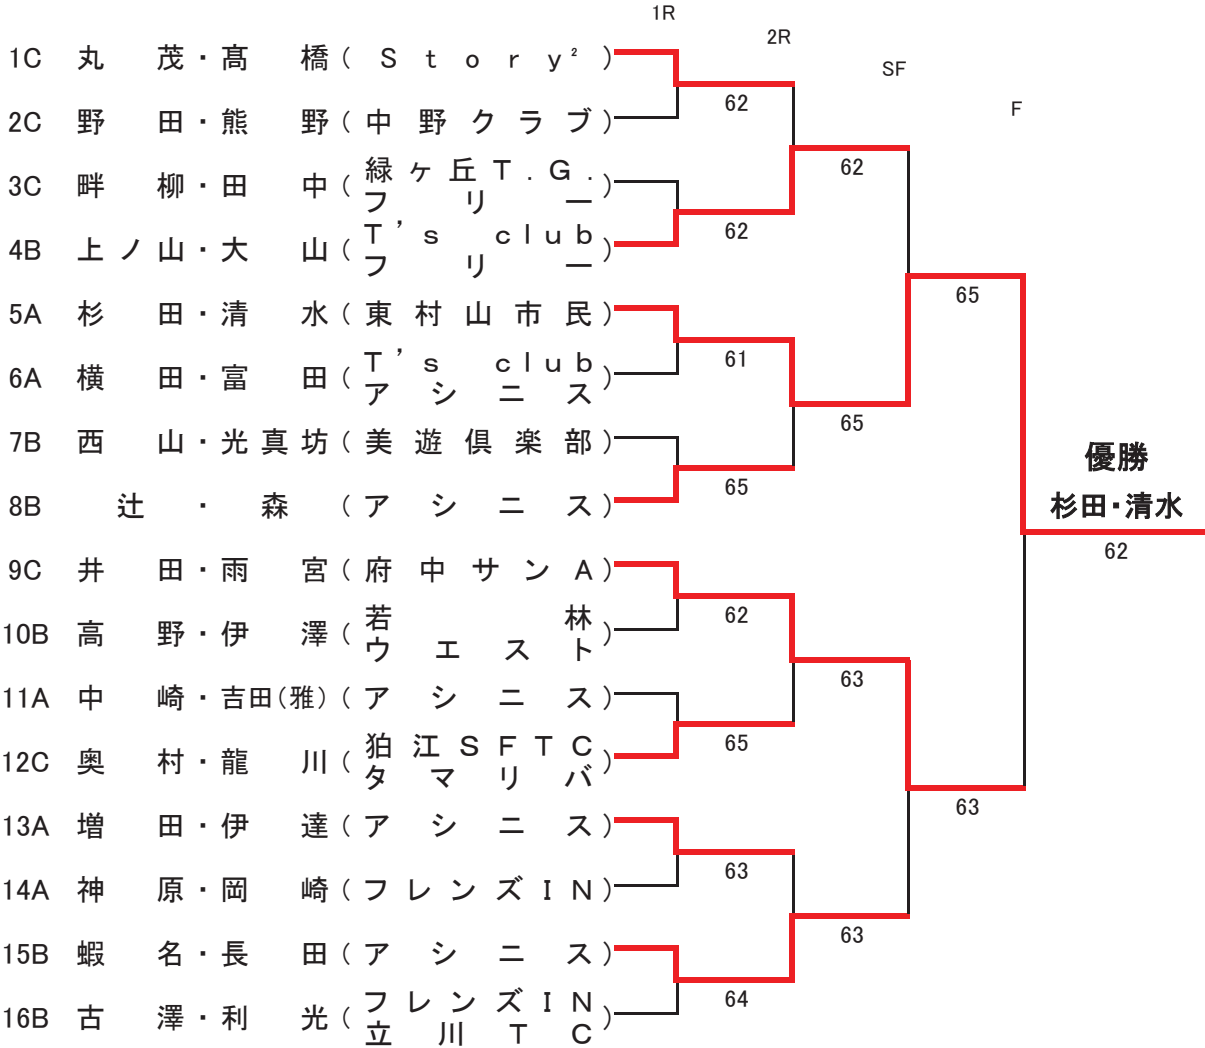 1R
2R
SF
F
1C 丸茂・髙橋（Story²）
2C 野田・熊野（中野クラブ）
3C 畔柳・田中（緑ヶ丘T.G.
フリー）
4B 上ノ山・大山（T's club
フリー）
5A 杉田・清水（東村山市民）
6A 横田・富田（T's club
アシニス）
7B 西山・光真坊（美遊倶楽部）
8B 辻・森（アシニス）
9C 井田・雨宮（府中サンA）
10B 高野・伊澤（若林
ウエスト）
11A 中崎・吉田(雅)（アシニス）
12C 奥村・龍川（狛江SFTC
タマリバ）
13A 増田・伊達（アシニス）
14A 神原・岡崎（フレンズIN）
15B 蝦名・長田（アシニス）
16B 古澤・利光（フレンズIN
立川TC）
62
62
61
65
62
65
63
64
62
65
63
63
65
63
優勝
杉田・清水
62